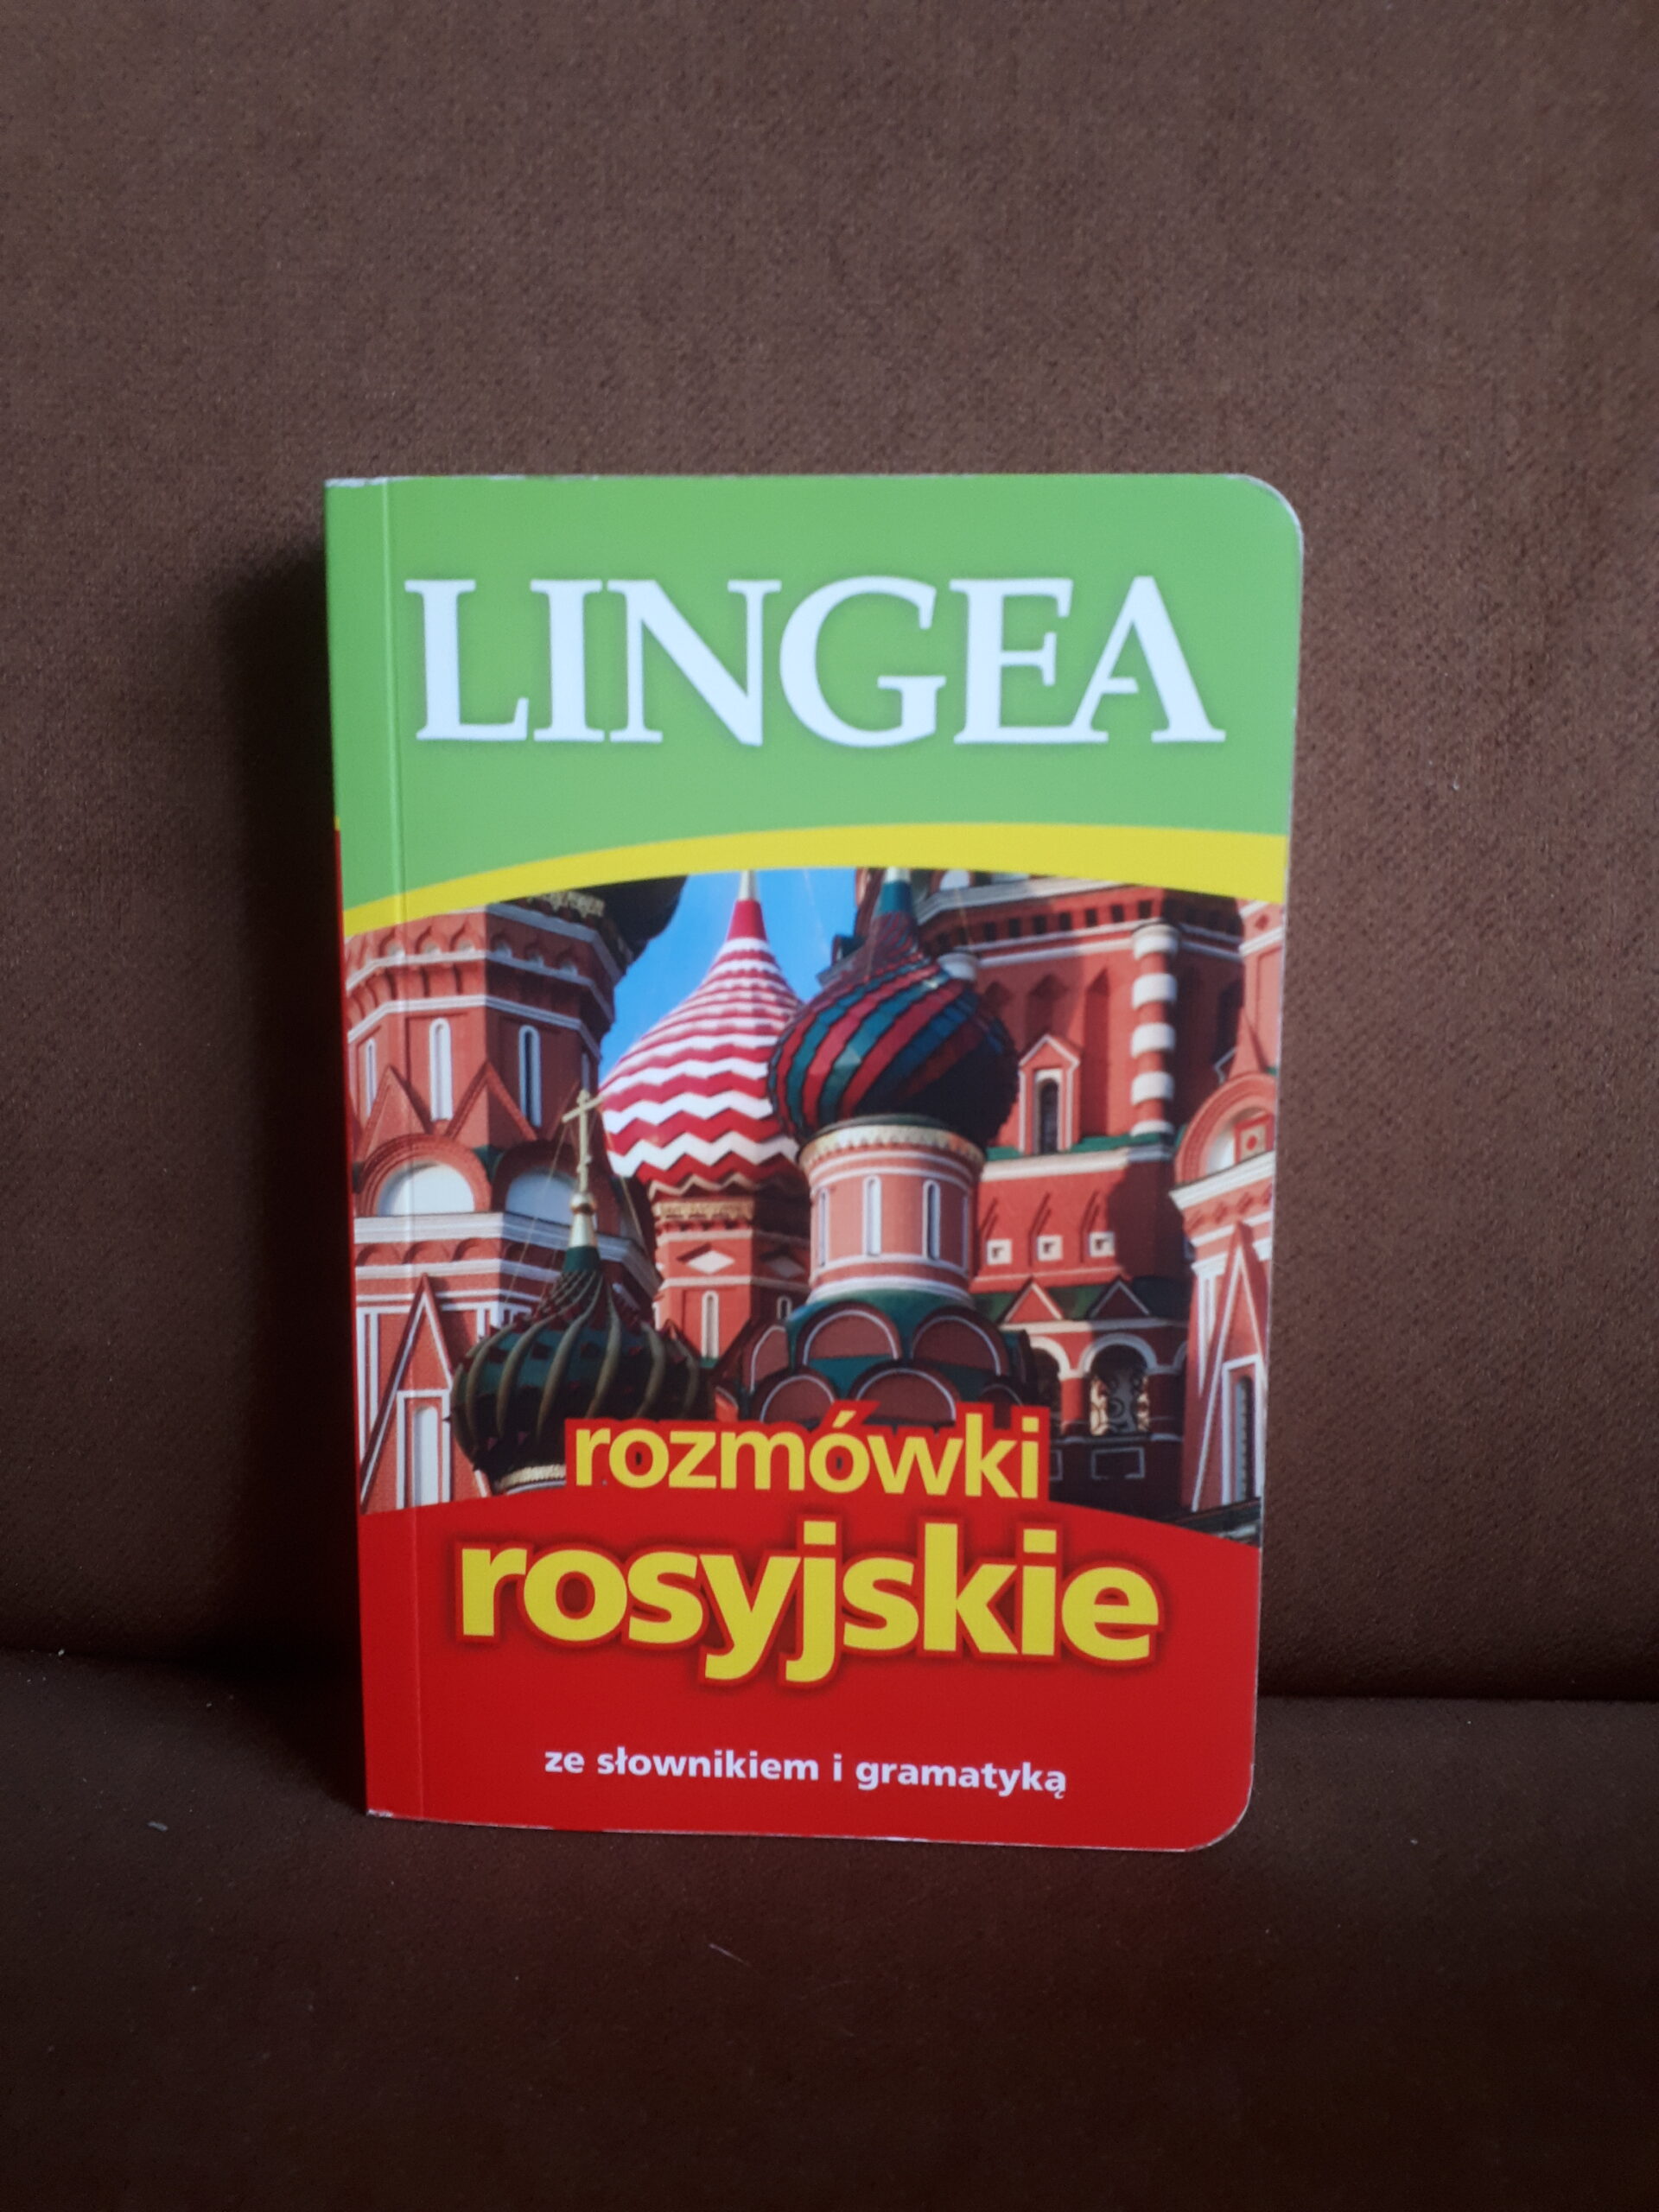 LINGEA
rozmówki
rosyjskie
ze słownikiem i gramatyką